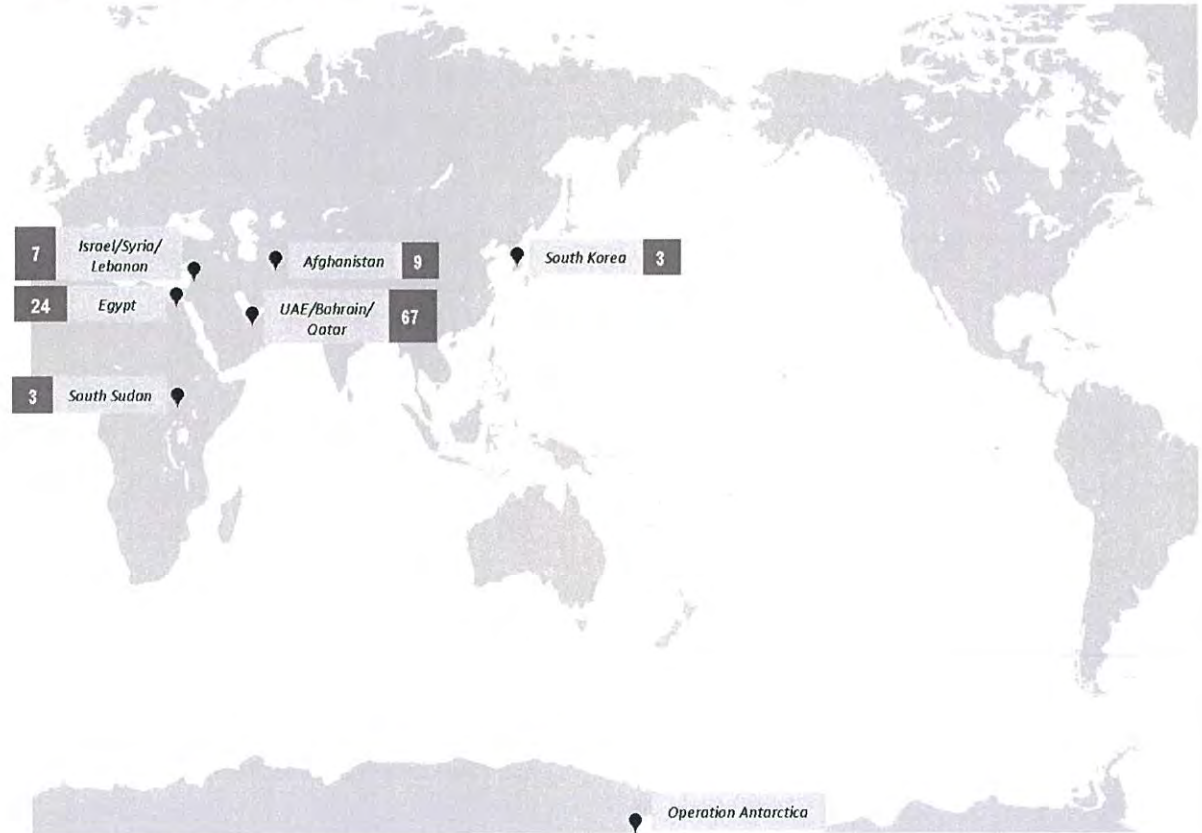 7
Israel/Syria/
Lebanon
Afghanistan
9
South Korea
3
24
Egypt
UAE/Bahrain/
Qatar
67
3
South Sudan
Operation Antarctica